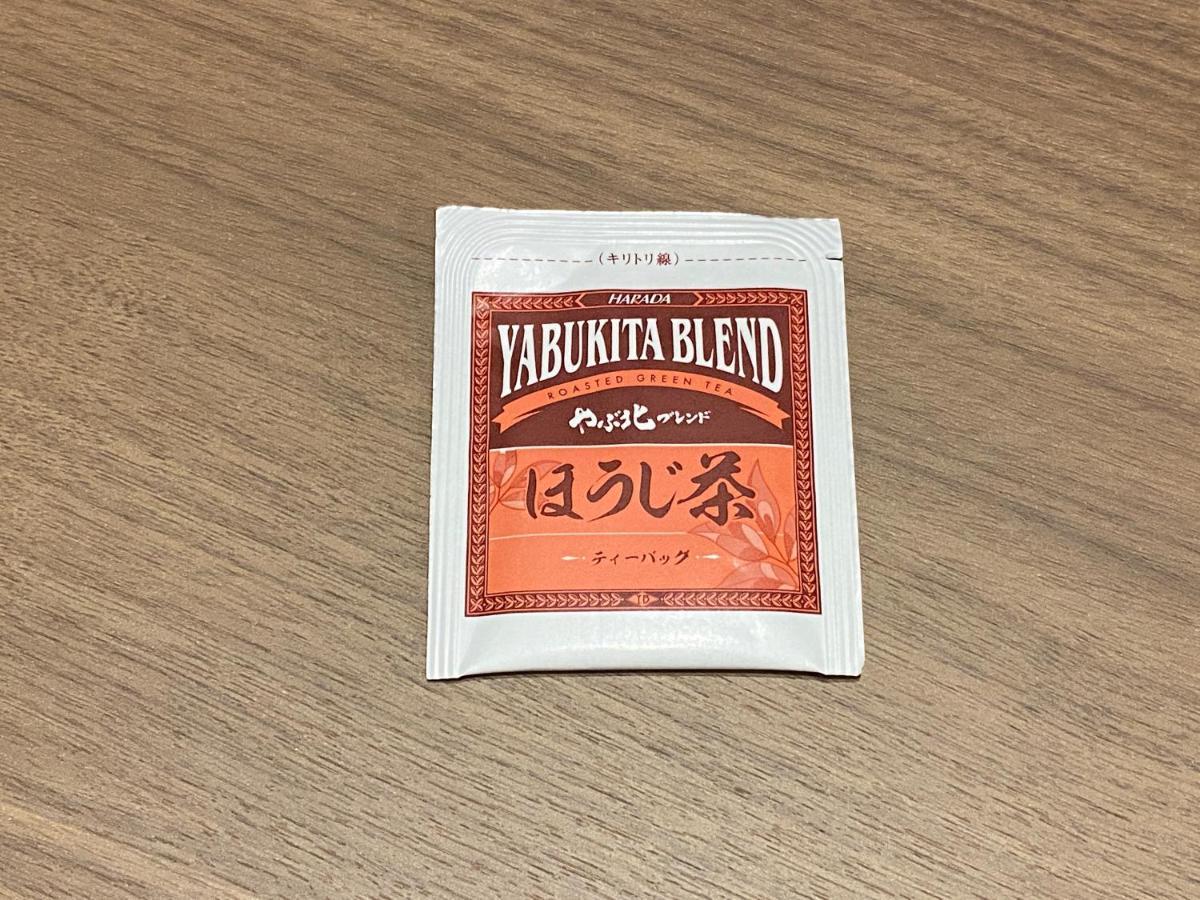 （キリトリ線）
HARADA
YABUKITA BLEND
ROASTED GREEN TEA
やぶ北ブレンド
ほうじ茶
ティーバッグ